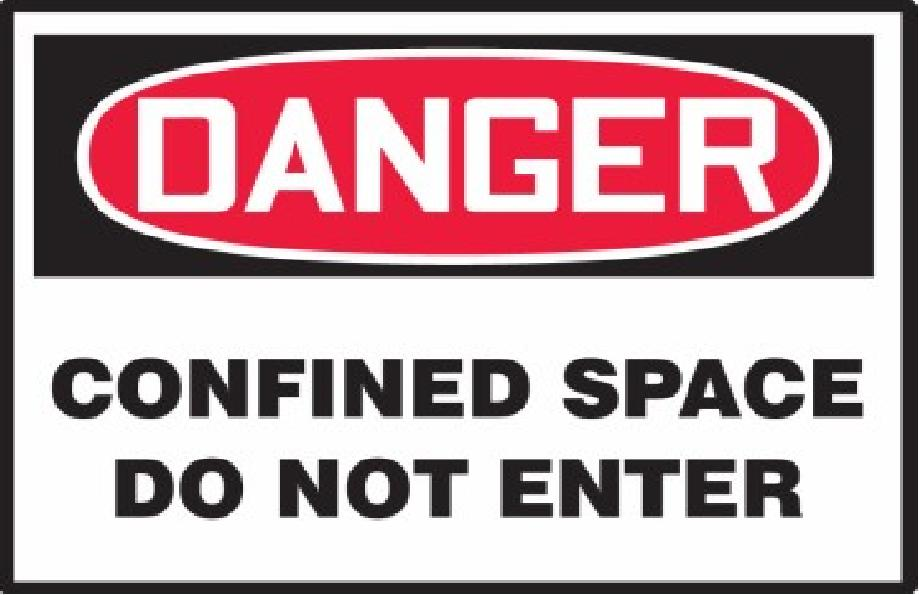 DANGER
CONFINED SPACE
DO NOT ENTER